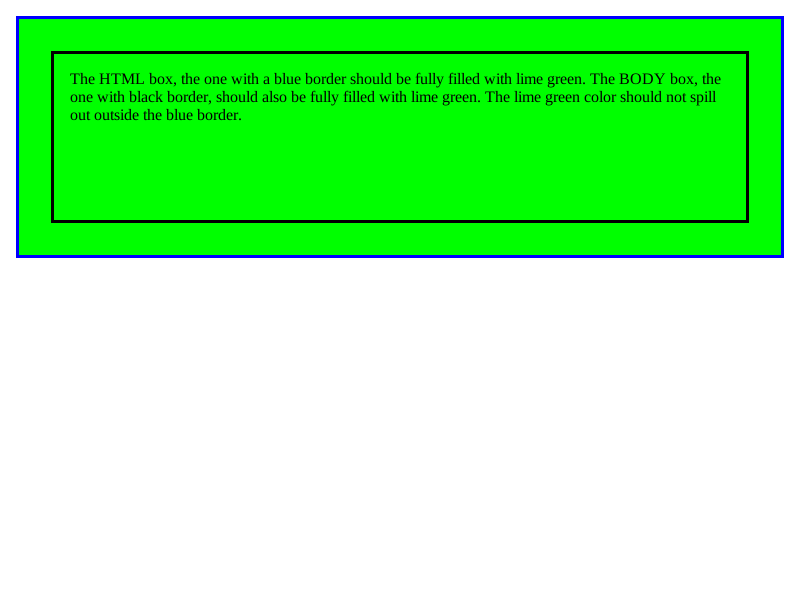 The HTML box, the one with a blue border should be fully filled with lime green. The BODY box, the
one with black border, should also be fully filled with lime green. The lime green color should not spill
out outside the blue border.